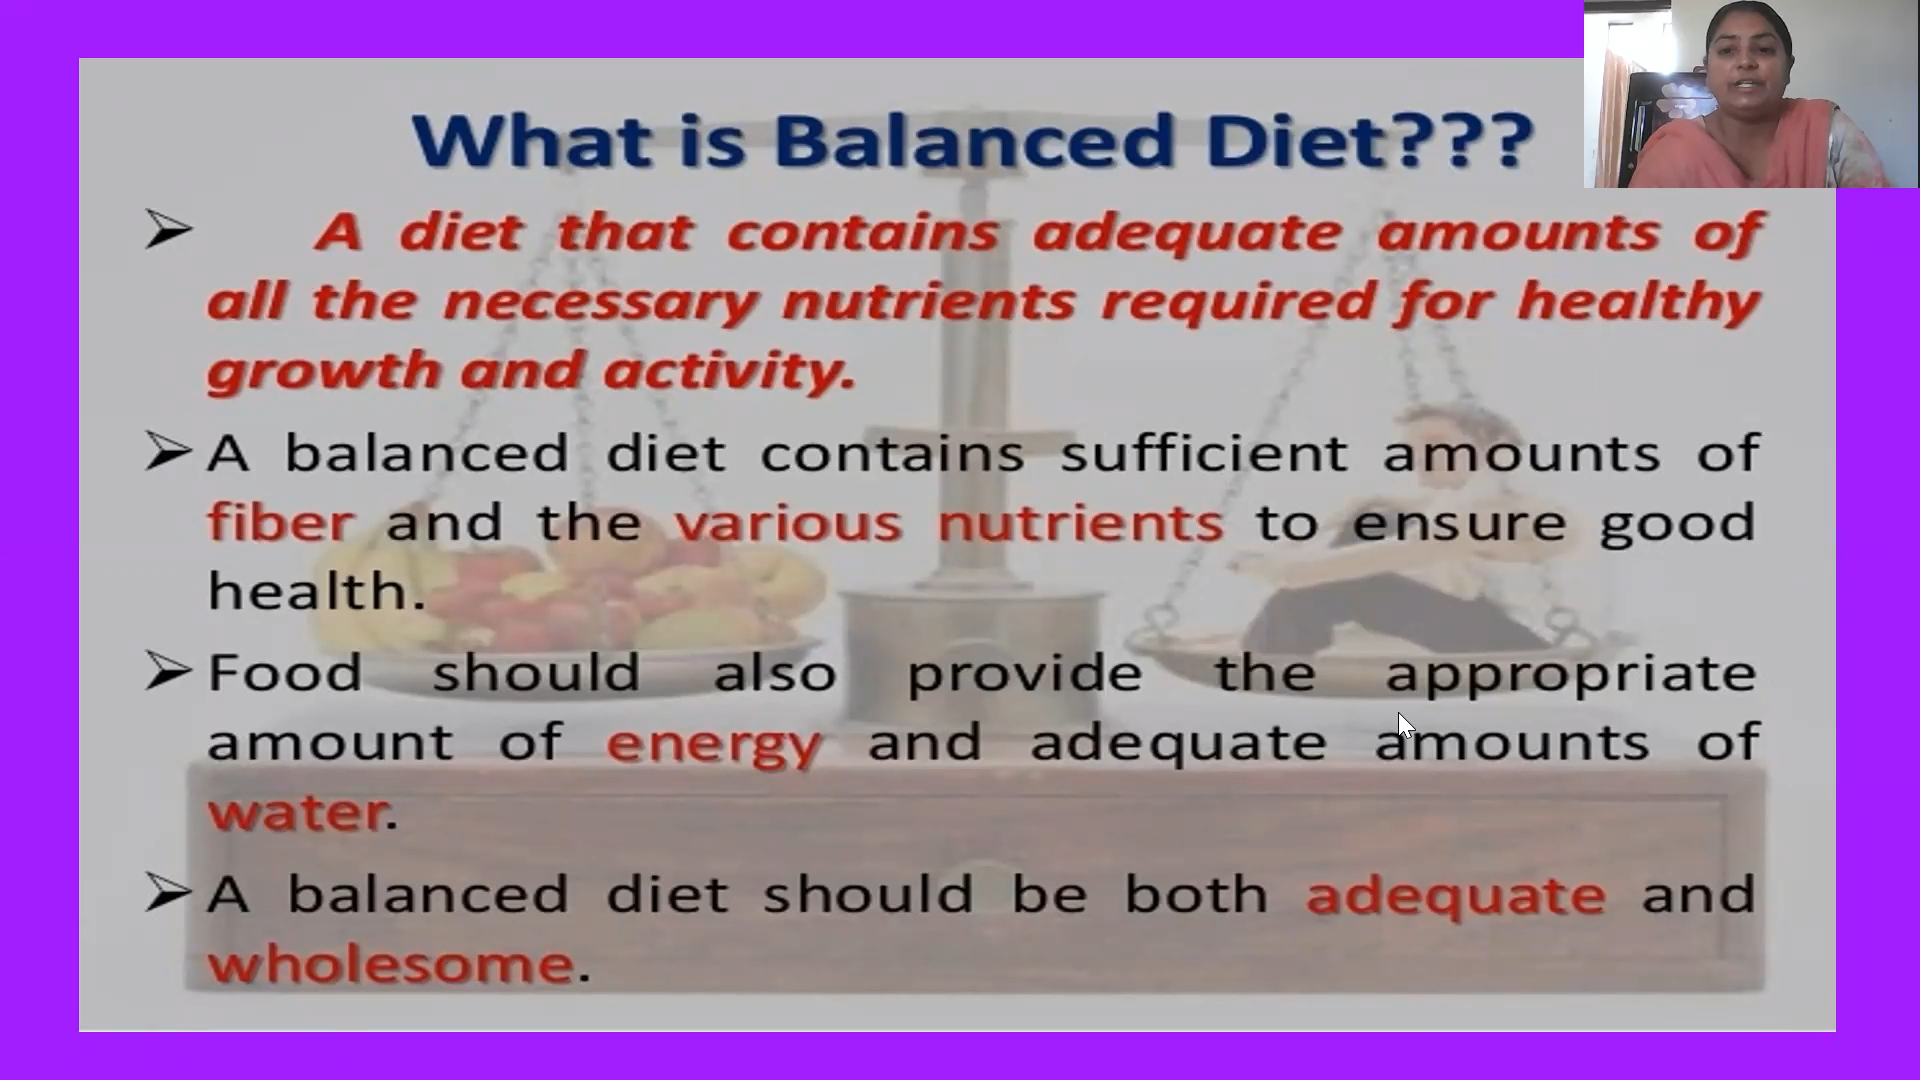 What is Balanced Diet???
➢ A diet that contains adequate amounts of
all the necessary nutrients required for healthy
growth and activity.
➢ A balanced diet contains sufficient amounts of
fiber and the various nutrients to ensure good
health.
➢ Food should also provide the appropriate
amount of energy and adequate amounts of
water.
➢ A balanced diet should be both adequate and
wholesome.